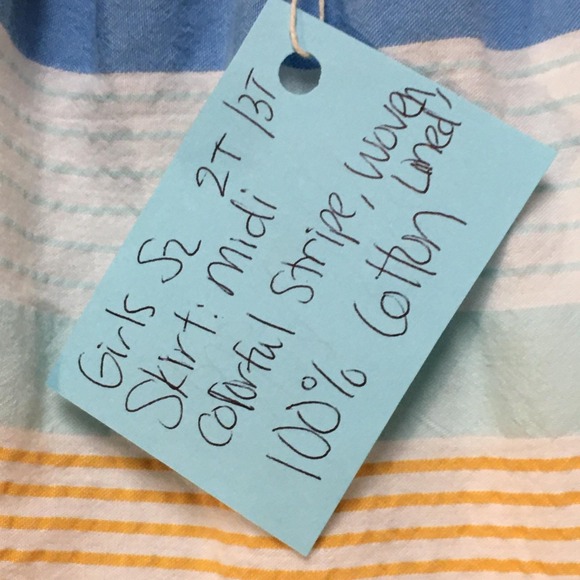 Girls Sz 2T/3T
Skirt: Midi
Colorful Stripe, Woven,
100% Cotton Lined,